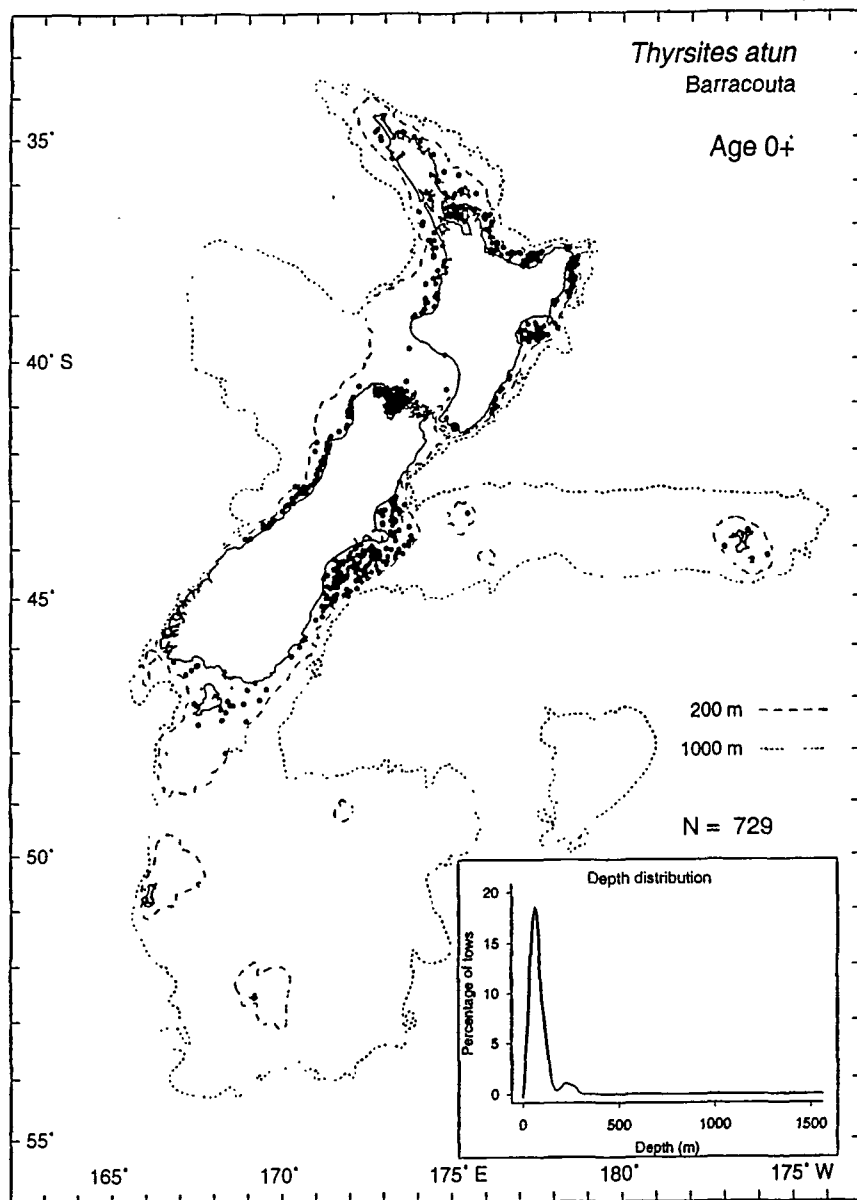 Thyrsites atun
Barracouta
Age 0+
35°
40° S
45°
50°
55°
200 m
1000 m
N = 729
Depth distribution
Percentage of tows
20
15
10
5
0
0 500 1000 1500
Depth (m)
165° 170° 175° E 180° 175° W